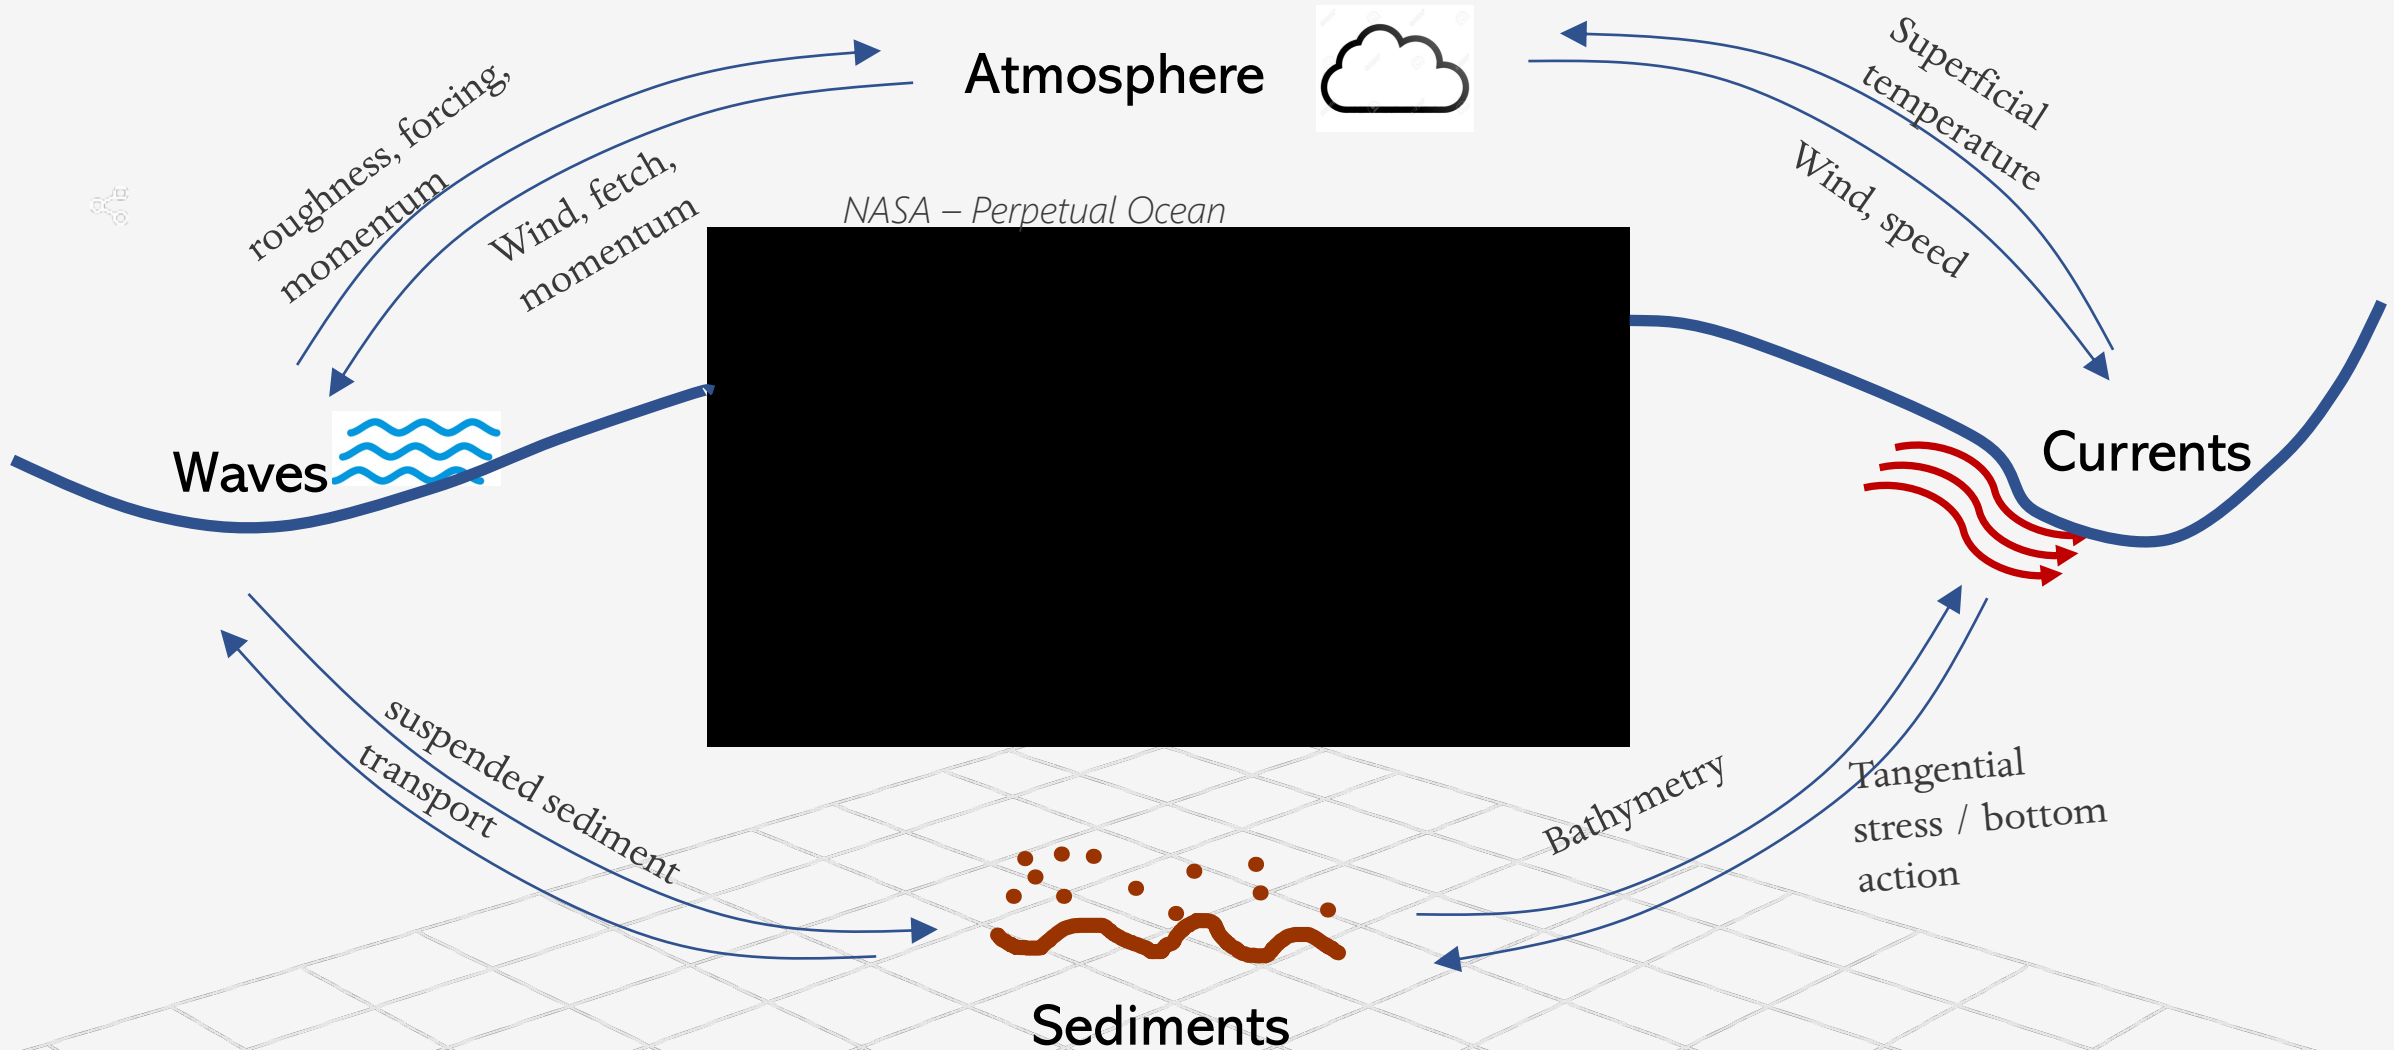 Atmosphere
Superficial
temperature
roughness, forcing,
momentum
Wind, fetch,
momentum
Wind, speed
NASA – Perpetual Ocean
Waves
Currents
suspended sediment
transport
Bathymetry
Tangential
stress / bottom
action
Sediments